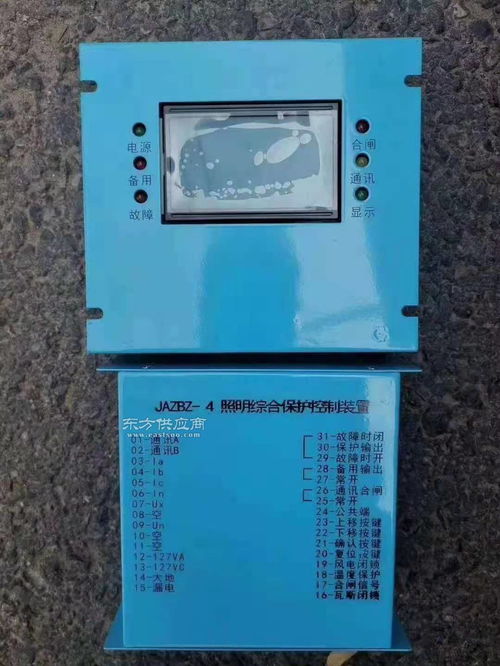 电源
备用
故障
合闸
通讯
显示
JAZBZ-4 照明综合保护控制装置
东方供应商
www.eastsoo.com
01-通讯A
02-通讯B
03-Ia
04-Ib
05-Ic
06-In
07-Ux
08-空
09-Un
10-空
11-空
12-127VA
13-127VC
14-大地
15-漏电
31-故障时闭
30-保护输出
29-故障时开
28-备用输出
27-常开
26-通讯合闸
25-常开
24-公共端
23-上移按键
22-下移按键
21-确认按键
20-复位按键
19-风电闭锁
18-温度保护
17-合闸信号
16-瓦斯闭锁